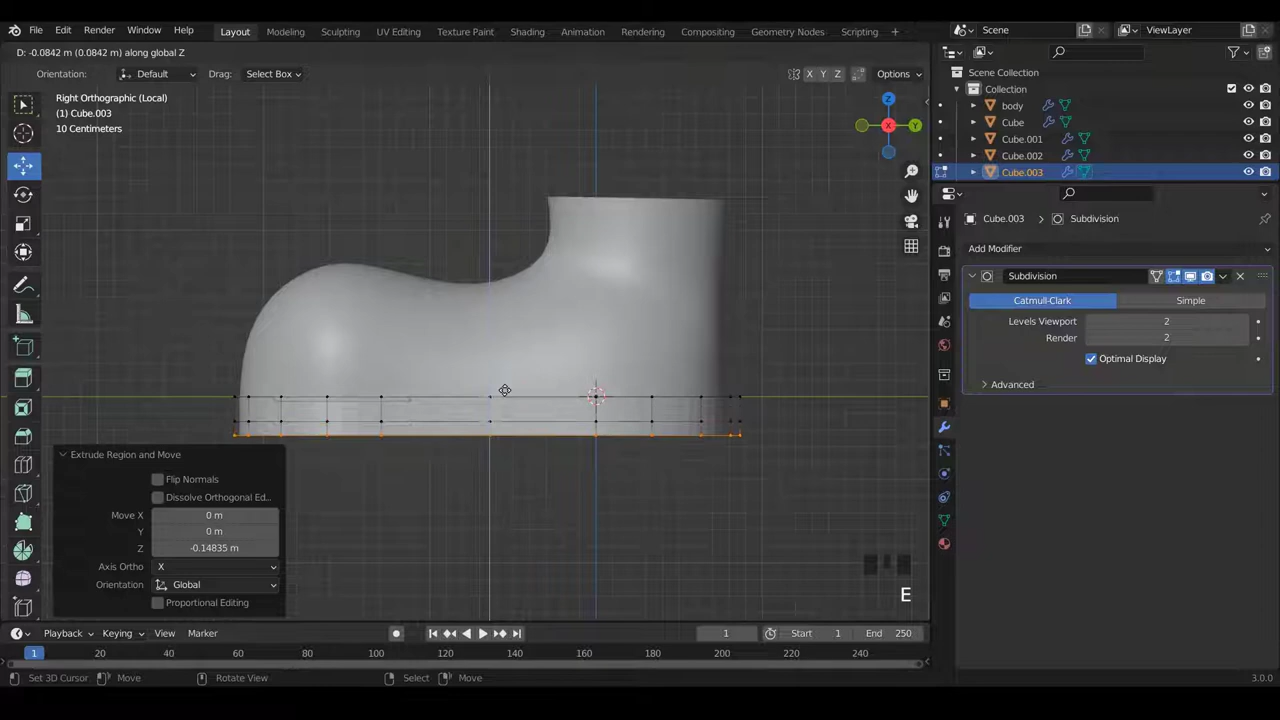 File Edit Render Window Help Layout Modeling Sculpting UV Editing Texture Paint Shading Animation Rendering Compositing Geometry Nodes Scripting + Scene ViewLayer
D: -0.0842 m (0.0842 m) along global Z
Orientation: Default Drag: Select Box X Y Z Options
Scene Collection
Collection
body
Cube
Cube.001
Cube.002
Cube.003
Right Orthographic (Local)
(1) Cube.003
10 Centimeters
Z
X
Y
Cube.003 > Subdivision
Add Modifier
Subdivision
Catmull-Clark Simple
Levels Viewport 2
Render 2
Optimal Display
Advanced
Extrude Region and Move
Flip Normals
Dissolve Orthogonal Ed...
Move X 0 m
Y 0 m
Z -0.14835 m
Axis Ortho X
Orientation Global
Proportional Editing
E
Playback Keying View Marker 1 Start 1 End 250
1 20 40 60 80 100 120 140 160 180 200 220 240
Set 3D Cursor Move Rotate View Select Move 3.0.0